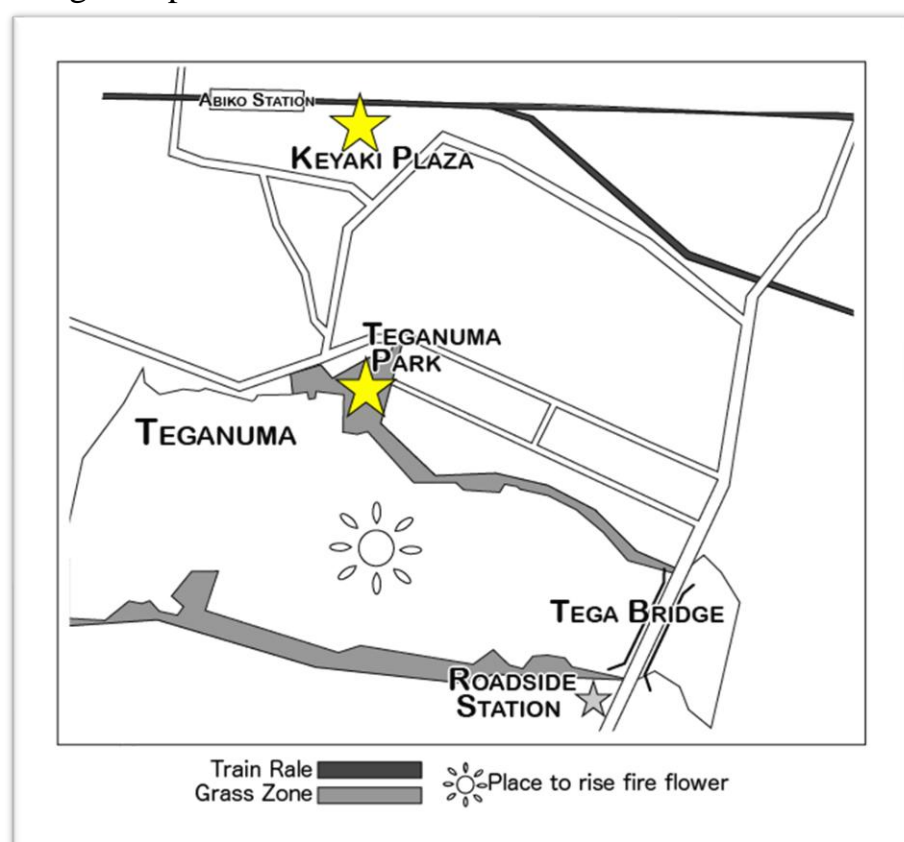 Abiko Station
Keyaki Plaza
Teganuma
Park
Teganuma
Tega Bridge
Roadside
Station
Train Rale
Grass Zone
Place to rise fire flower